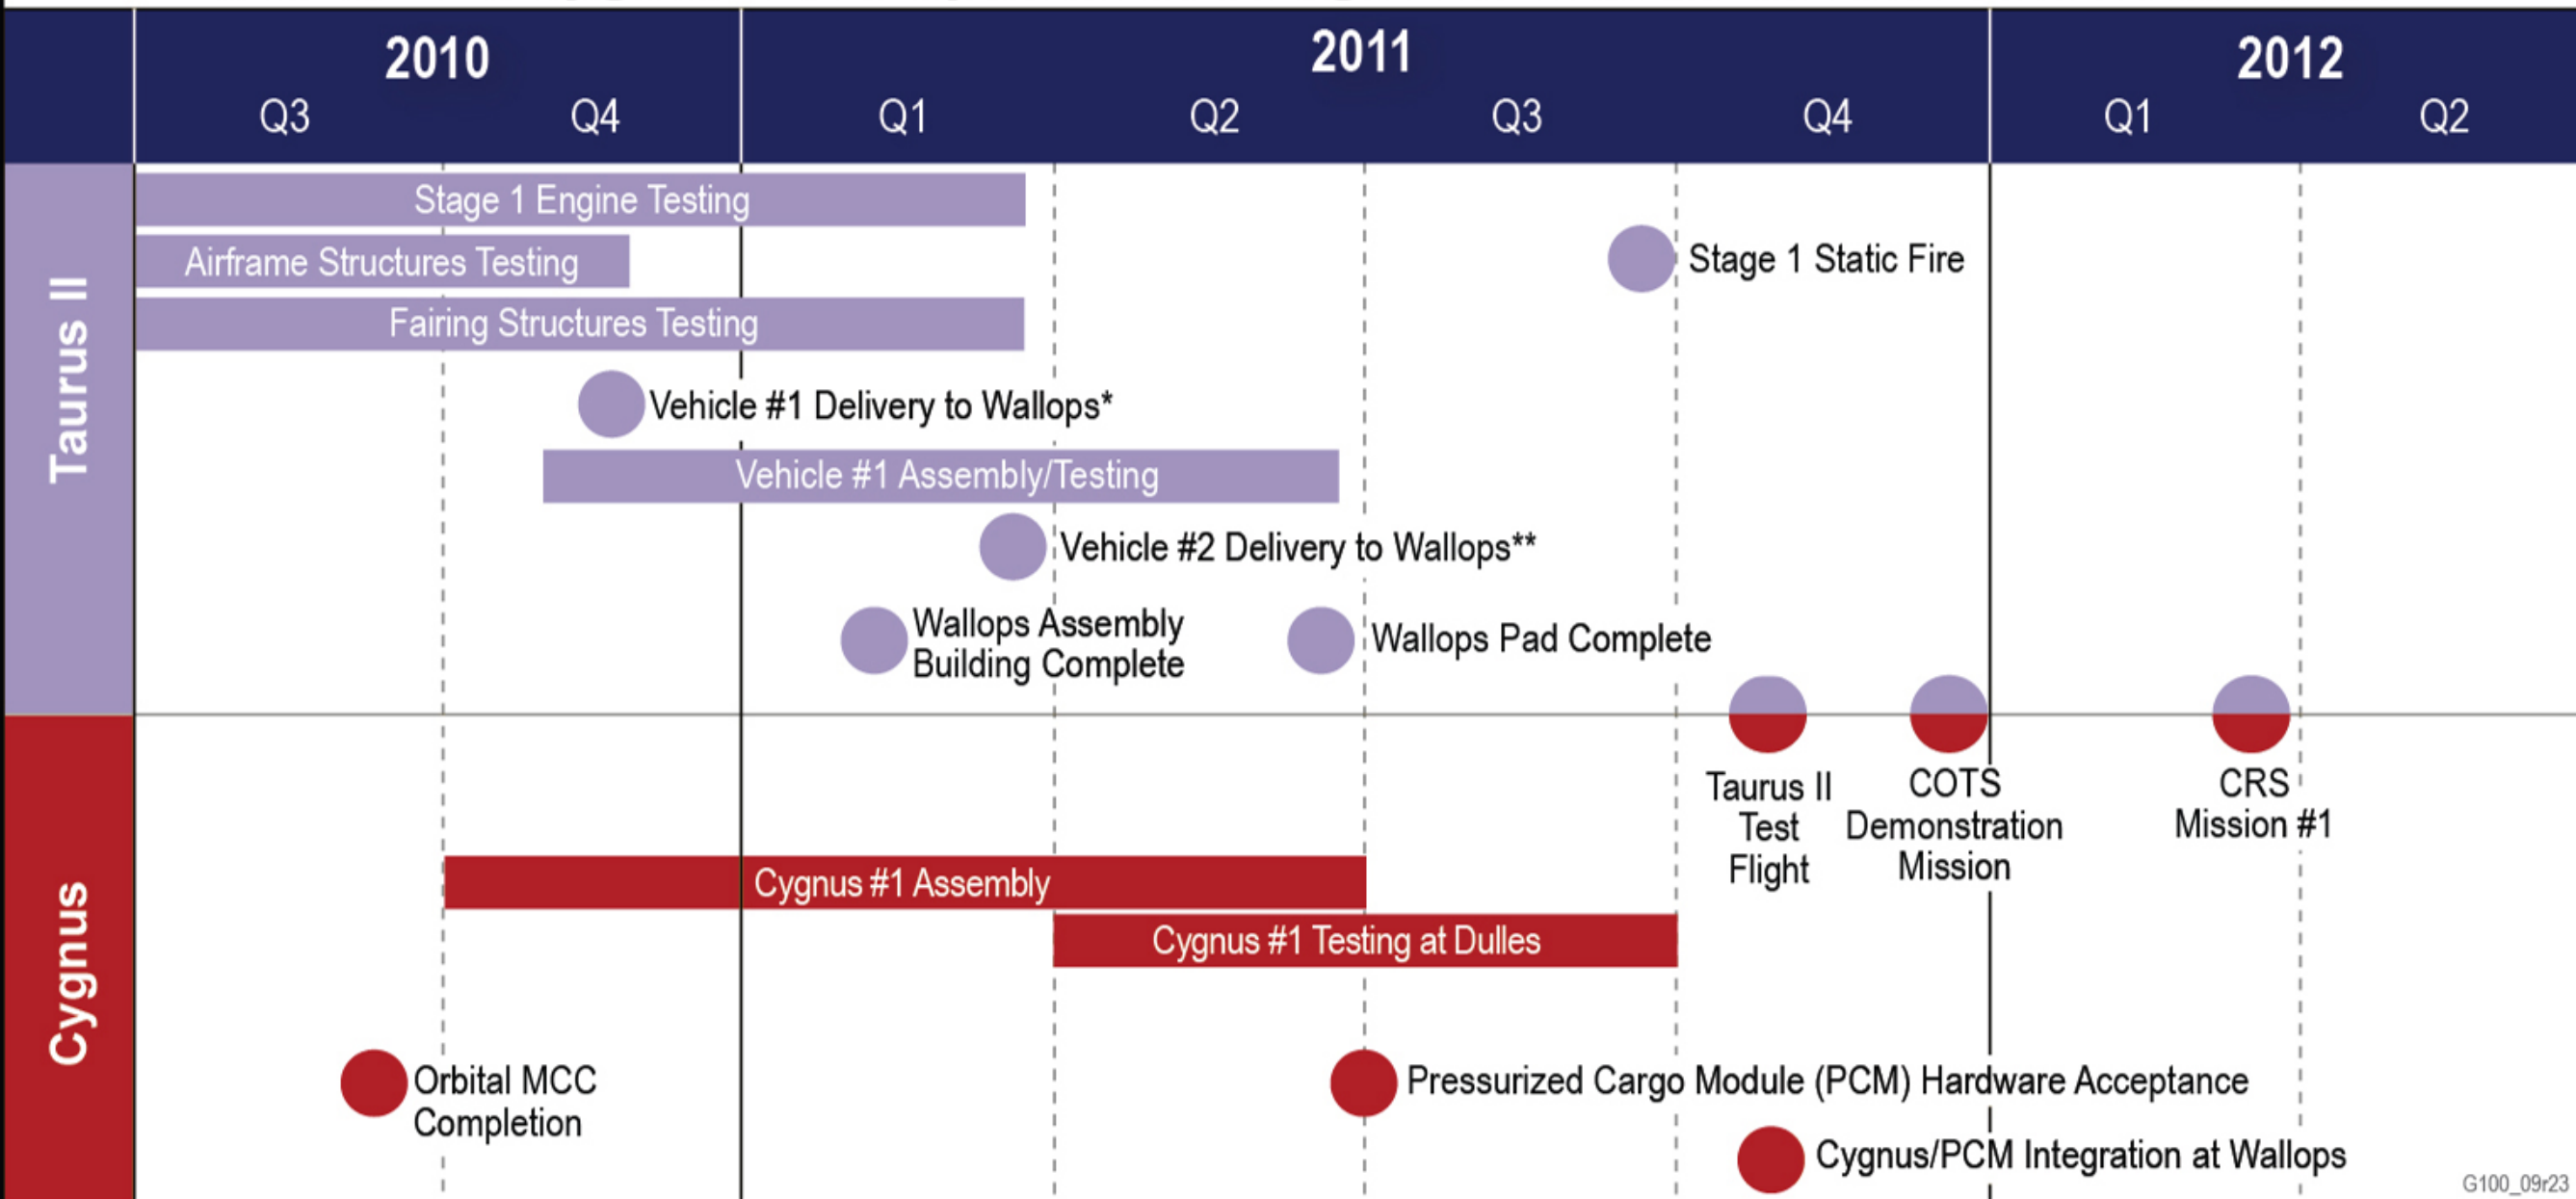 2010
2011
2012
Q3
Q4
Q1
Q2
Q3
Q4
Q1
Q2
Taurus II
Stage 1 Engine Testing
Airframe Structures Testing
Stage 1 Static Fire
Fairing Structures Testing
Vehicle #1 Delivery to Wallops*
Vehicle #1 Assembly/Testing
Vehicle #2 Delivery to Wallops**
Wallops Assembly
Building Complete
Wallops Pad Complete
Taurus II
Test
Flight
COTS
Demonstration
Mission
CRS
Mission #1
Cygnus
Cygnus #1 Assembly
Cygnus #1 Testing at Dulles
Orbital MCC
Completion
Pressurized Cargo Module (PCM) Hardware Acceptance
Cygnus/PCM Integration at Wallops
G100_09r23